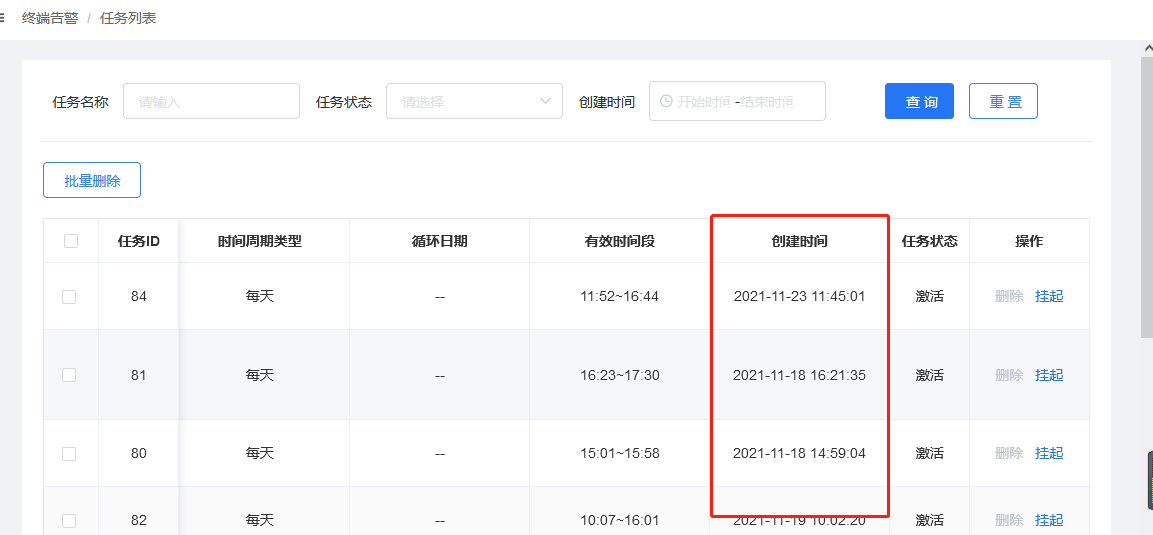 终端告警 / 任务列表
任务名称 请输入 任务状态 请选择 创建时间 开始时间 - 结束时间 查询 重置
批量删除
任务ID 时间周期类型 循环日期 有效时间段 创建时间 任务状态 操作
84 每天 -- 11:52~16:44 2021-11-23 11:45:01 激活 删除 挂起
81 每天 -- 16:23~17:30 2021-11-18 16:21:35 激活 删除 挂起
80 每天 -- 15:01~15:58 2021-11-18 14:59:04 激活 删除 挂起
82 每天 -- 10:07~16:01 2021-11-19 10:02:20 激活 删除 挂起